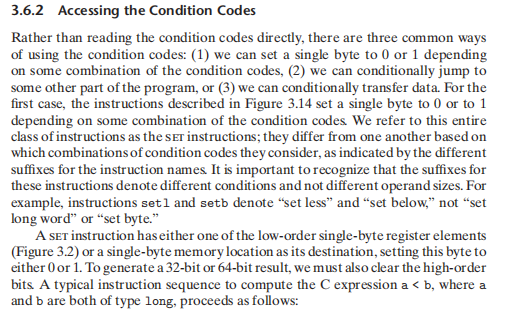 3.6.2 Accessing the Condition Codes
Rather than reading the condition codes directly, there are three common ways
of using the condition codes: (1) we can set a single byte to 0 or 1 depending
on some combination of the condition codes, (2) we can conditionally jump to
some other part of the program, or (3) we can conditionally transfer data. For the
first case, the instructions described in Figure 3.14 set a single byte to 0 or to 1
depending on some combination of the condition codes. We refer to this entire
class of instructions as the SET instructions; they differ from one another based on
which combinations of condition codes they consider, as indicated by the different
suffixes for the instruction names. It is important to recognize that the suffixes for
these instructions denote different conditions and not different operand sizes. For
example, instructions setl and setb denote “set less” and “set below,” not “set
long word” or “set byte.”
A SET instruction has either one of the low-order single-byte register elements
(Figure 3.2) or a single-byte memory location as its destination, setting this byte to
either 0 or 1. To generate a 32-bit or 64-bit result, we must also clear the high-order
bits. A typical instruction sequence to compute the C expression a < b, where a
and b are both of type long, proceeds as follows: